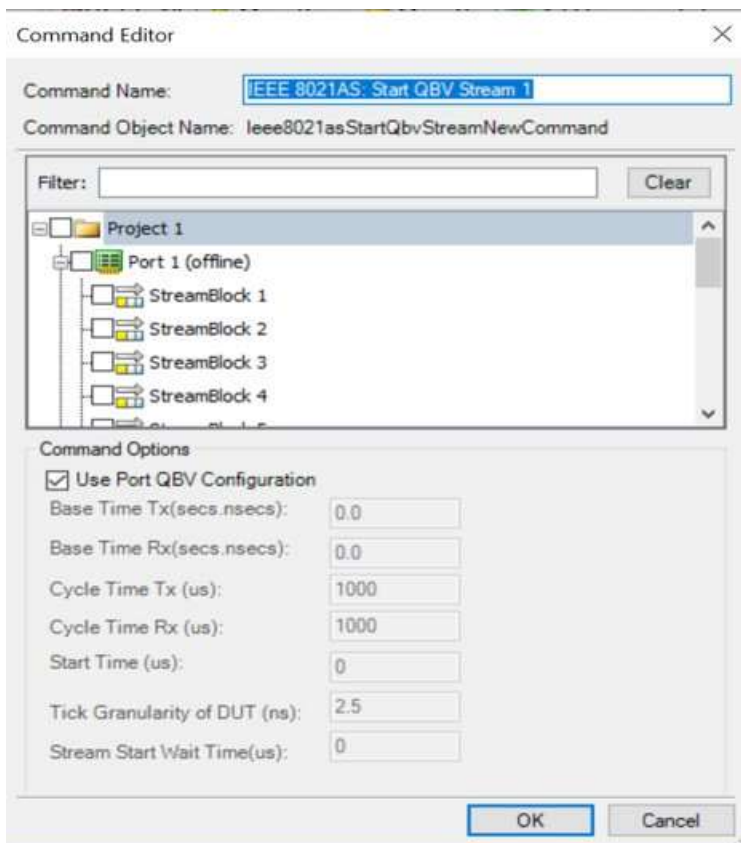 Command Editor
Command Name: IEEE 8021AS: Start QBV Stream 1
Command Object Name: Ieee8021asStartQbvStreamNewCommand
Filter: Clear
Project 1
Port 1 (offline)
StreamBlock 1
StreamBlock 2
StreamBlock 3
StreamBlock 4
Command Options
Use Port QBV Configuration
Base Time Tx(secs.nsecs): 0.0
Base Time Rx(secs.nsecs): 0.0
Cycle Time Tx (us): 1000
Cycle Time Rx (us): 1000
Start Time (us): 0
Tick Granularity of DUT (ns): 2.5
Stream Start Wait Time(us): 0
OK Cancel